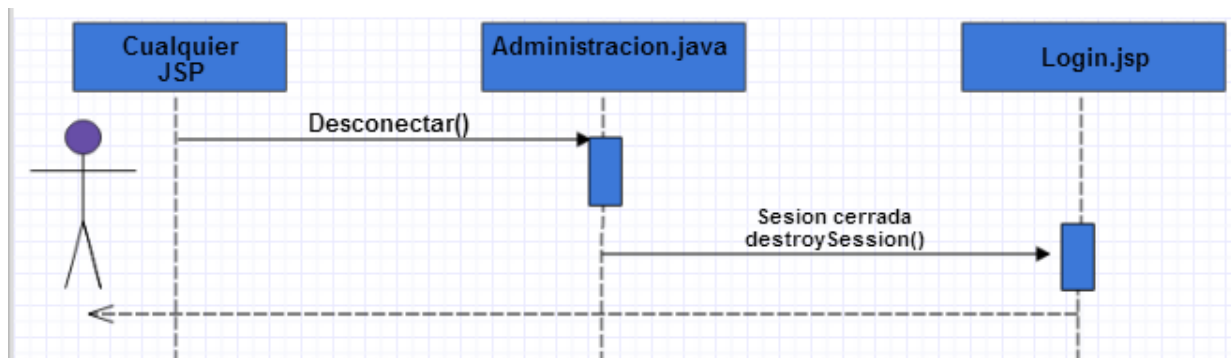 Cualquier
JSP
Administracion.java
Login.jsp
Desconectar()
Sesion cerrada
destroySession()